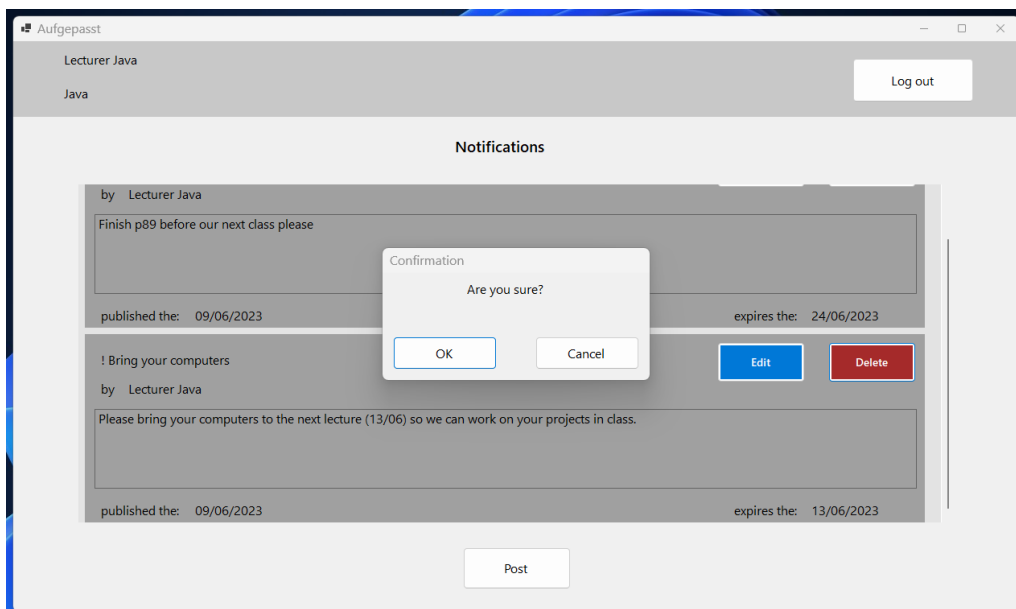 Aufgepasst
Lecturer Java
Log out
Java
Notifications
by Lecturer Java
Finish p89 before our next class please
Confirmation
Are you sure?
OK
Cancel
published the: 09/06/2023
expires the: 24/06/2023
! Bring your computers
Edit
Delete
by Lecturer Java
Please bring your computers to the next lecture (13/06) so we can work on your projects in class.
published the: 09/06/2023
expires the: 13/06/2023
Post